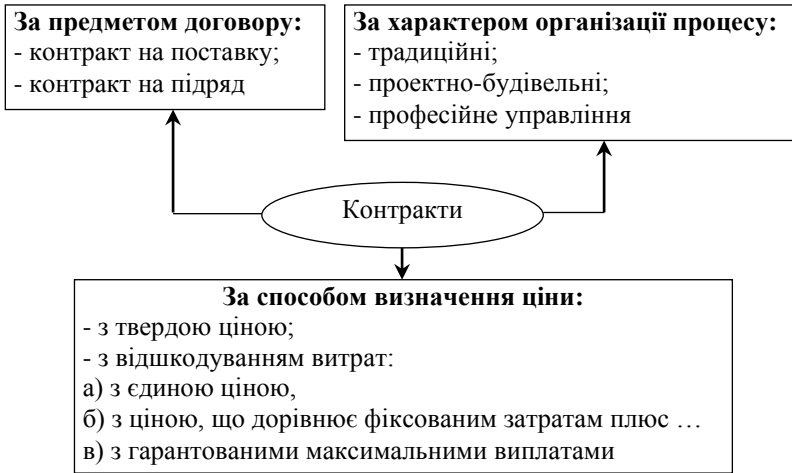 За предметом договору:
- контракт на поставку;
- контракт на підряд
За характером організації процесу:
- традиційні;
- проектно-будівельні;
- професійне управління
Контракти
За способом визначення ціни:
- з твердою ціною;
- з відшкодуванням витрат:
а) з єдиною ціною,
б) з ціною, що дорівнює фіксованим затратам плюс …
в) з гарантованими максимальними виплатами